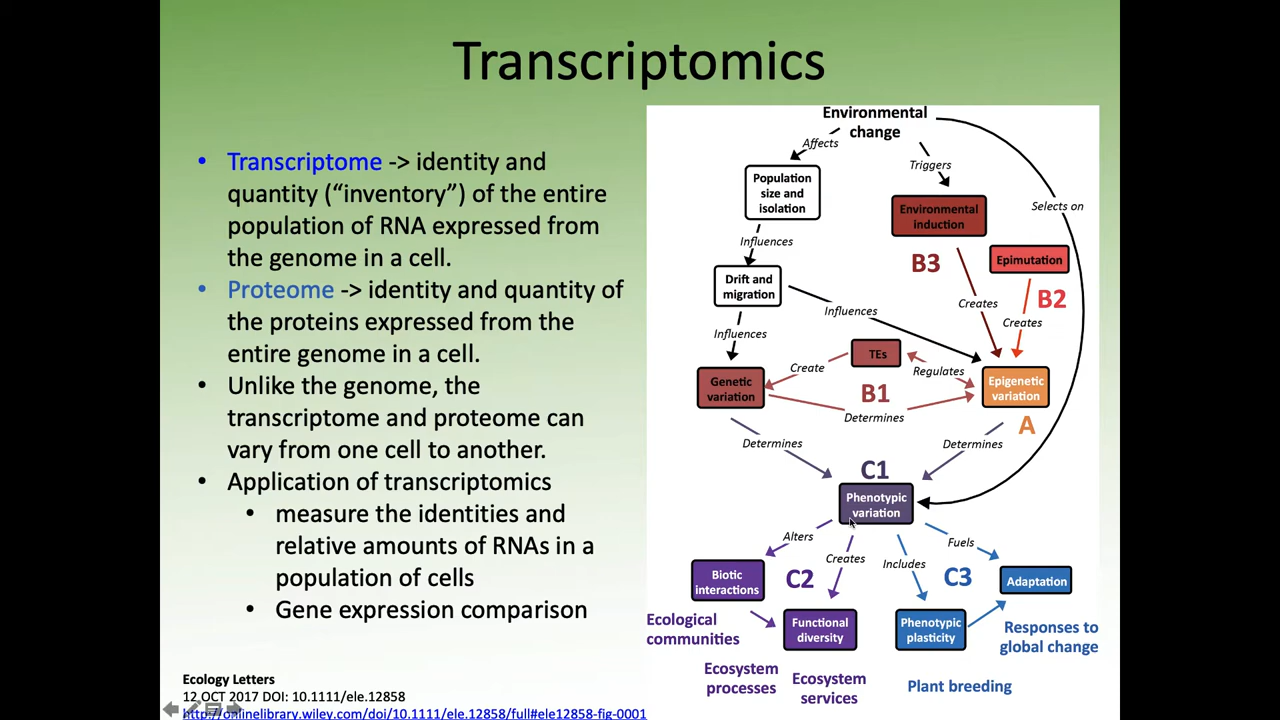 Transcriptomics
• Transcriptome -> identity and
quantity (“inventory”) of the entire
population of RNA expressed from
the genome in a cell.
• Proteome -> identity and quantity of
the proteins expressed from the
entire genome in a cell.
• Unlike the genome, the
transcriptome and proteome can
vary from one cell to another.
• Application of transcriptomics
• measure the identities and
relative amounts of RNAs in a
population of cells
• Gene expression comparison
Ecology Letters
12 OCT 2017 DOI: 10.1111/ele.12858
http://onlinelibrary.wiley.com/doi/10.1111/ele.12858/full#ele12858-fig-0001
Environmental
change
Affects
Triggers
Selects on
Population
size and
isolation
Environmental
induction
Influences
B3
Epimutation
Drift and
migration
B2
Influences
Creates
Creates
Influences
TEs
Create
Regulates
Genetic
variation
B1
Epigenetic
variation
Determines
A
Determines
Determines
C1
Phenotypic
variation
Alters
Creates
Includes
Fuels
Biotic
interactions
C2
C3
Adaptation
Ecological
communities
Functional
diversity
Phenotypic
plasticity
Responses to
global change
Ecosystem
processes
Ecosystem
services
Plant breeding